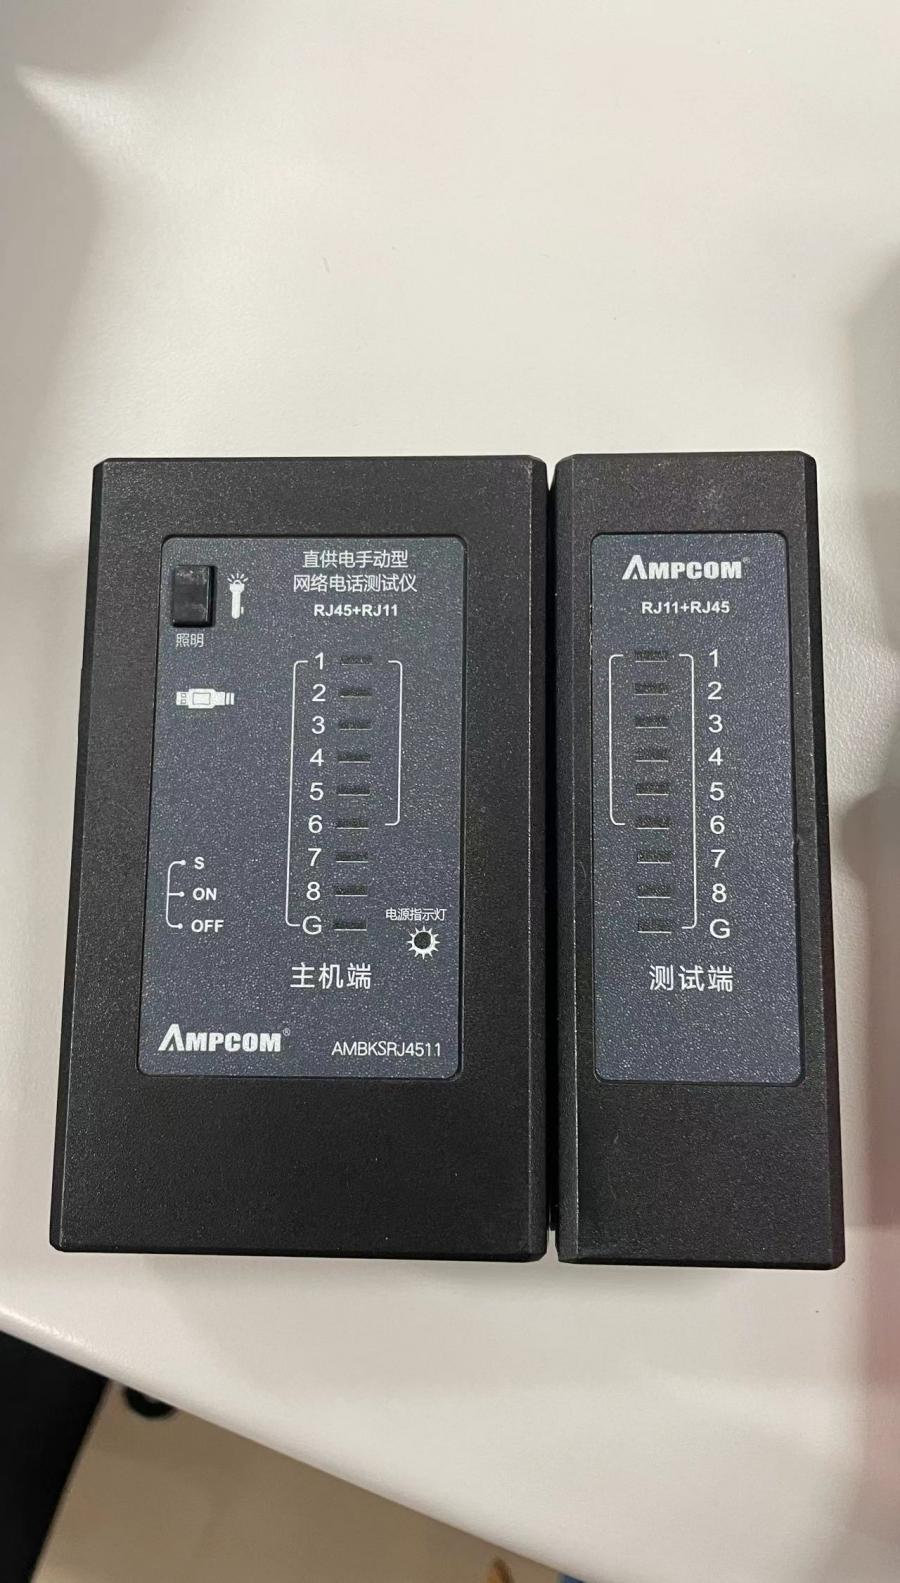 直供电手动型
网络电话测试仪
RJ45+RJ11
照明
1
2
3
4
5
6
7
8
G
S
ON
OFF
电源指示灯
主机端
AMPCOM®
AMBKSRJ4511
AMPCOM®
RJ11+RJ45
1
2
3
4
5
6
7
8
G
测试端